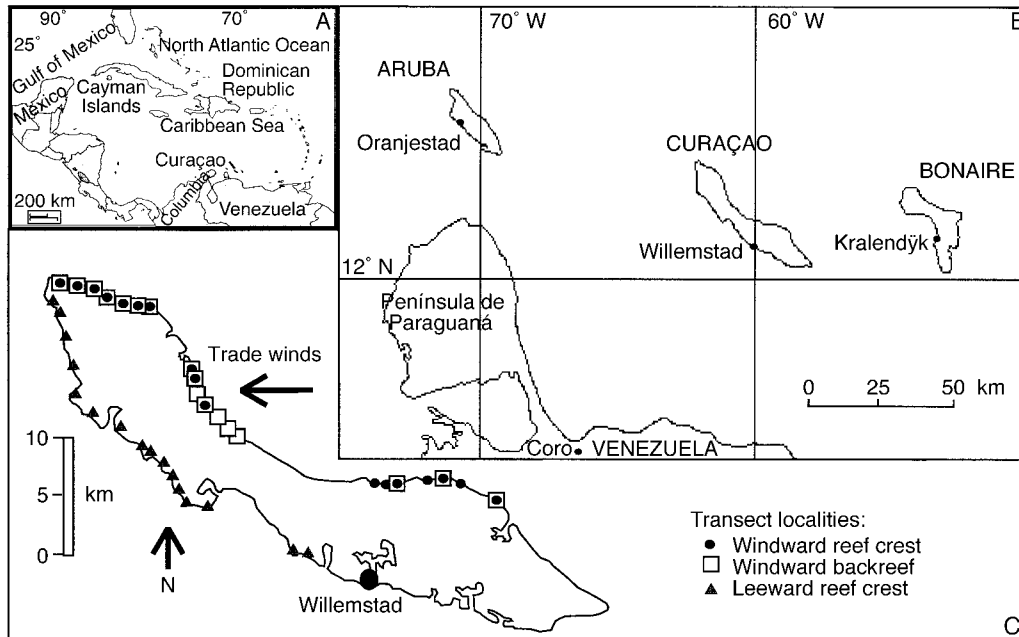 90° 70° A
25°
Gulf of Mexico
North Atlantic Ocean
México
Cayman
Islands
Dominican
Republic
Caribbean Sea
Curaçao
Columbia
Venezuela
200 km
70° W 60° W
ARUBA
Oranjestad
CURAÇAO
Willemstad
BONAIRE
Kralendÿk
12° N
Península de
Paraguaná
0 25 50 km
Coro VENEZUELA
Trade winds
10
5
0
km
N
Willemstad
Transect localities:
Windward reef crest
Windward backreef
Leeward reef crest
C